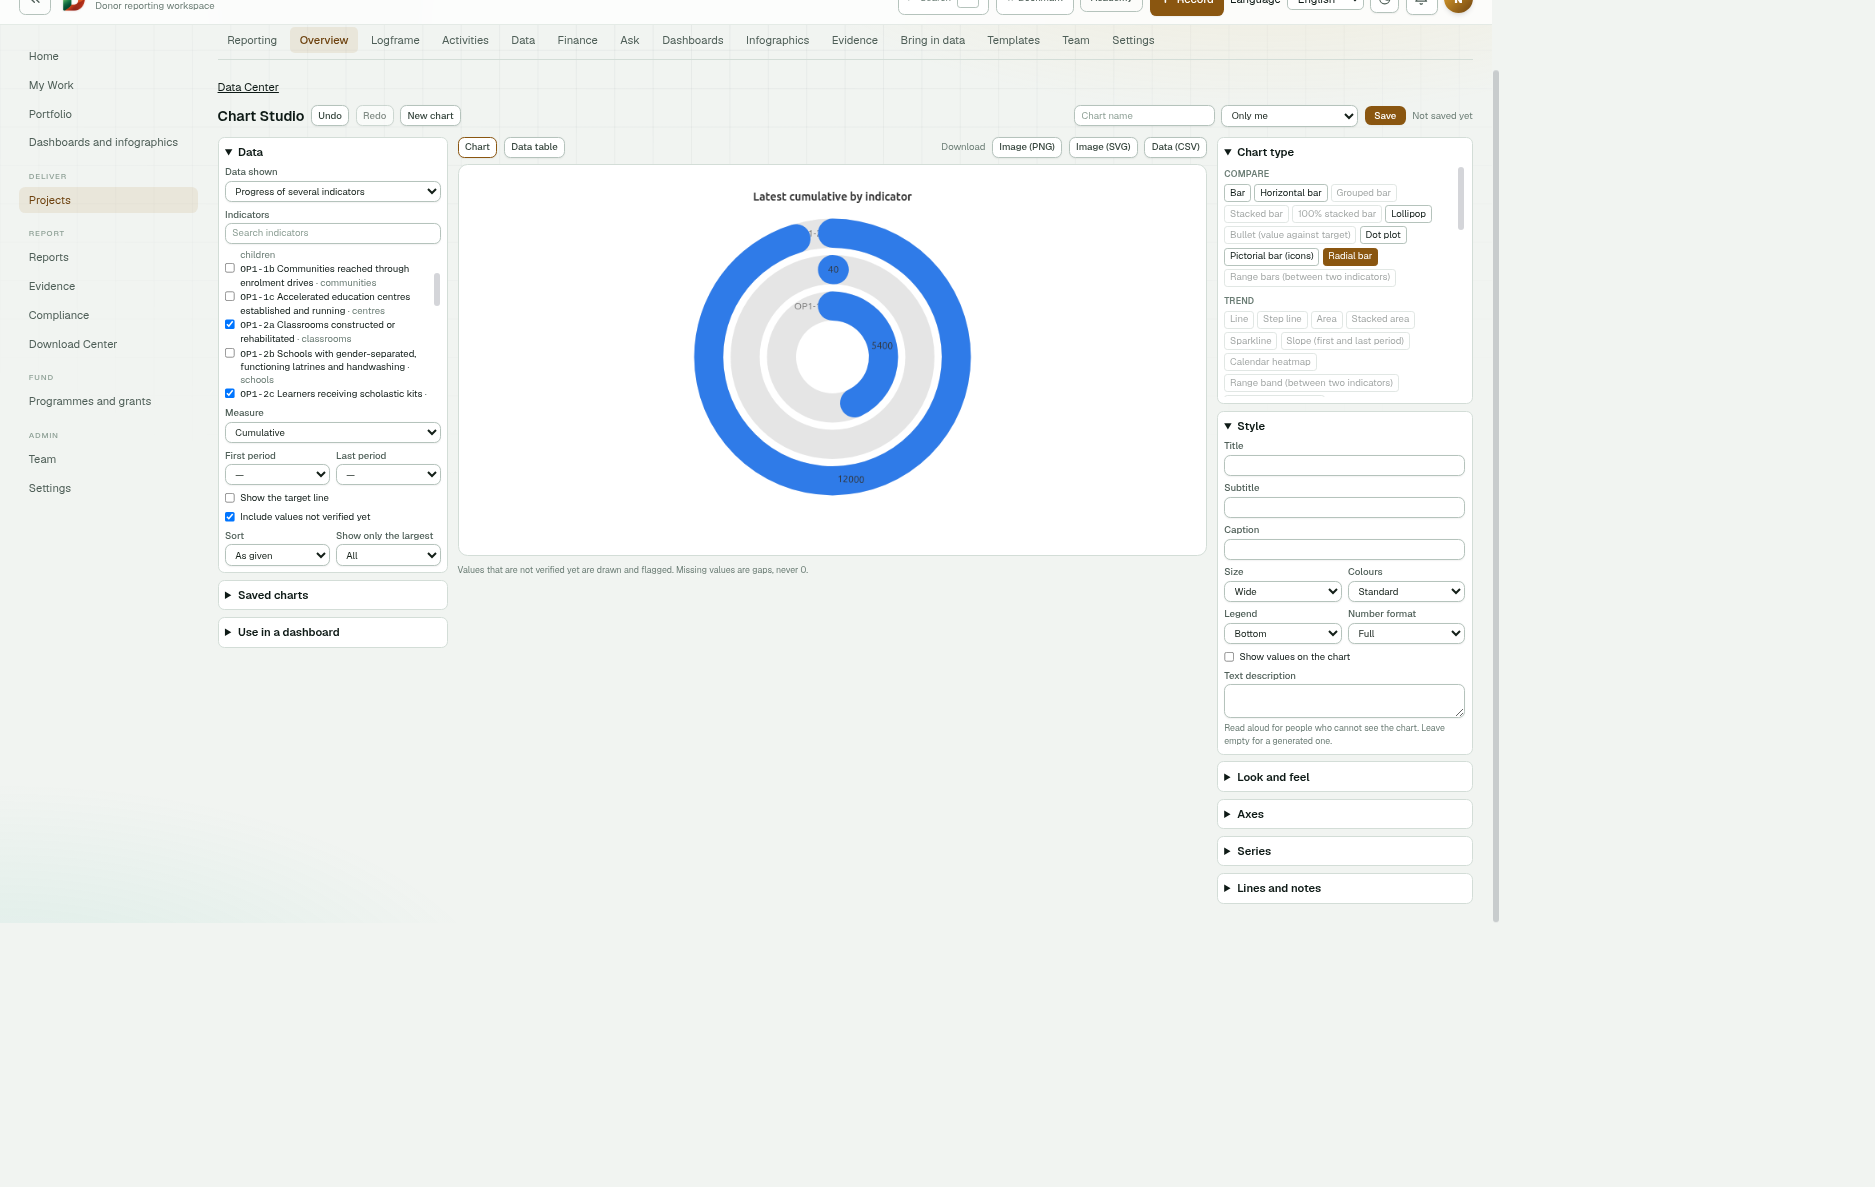 Donor reporting workspace
Language
English
Reporting
Overview
Logframe
Activities
Data
Finance
Ask
Dashboards
Infographics
Evidence
Bring in data
Templates
Team
Settings
Home
My Work
Portfolio
Dashboards and infographics
DELIVER
Projects
REPORT
Reports
Evidence
Compliance
Download Center
FUND
Programmes and grants
ADMIN
Team
Settings
Data Center
Chart Studio
Undo
Redo
New chart
Chart name
Only me
Save
Not saved yet
Data
Data shown
Progress of several indicators
Indicators
Search indicators
children
OP1-1b Communities reached through
enrolment drives · communities
OP1-1c Accelerated education centres
established and running · centres
OP1-2a Classrooms constructed or
rehabilitated · classrooms
OP1-2b Schools with gender-separated,
functioning latrines and handwashing ·
schools
OP1-2c Learners receiving scholastic kits ·
Measure
Cumulative
First period
Last period
—
—
Show the target line
Include values not verified yet
Sort
Show only the largest
As given
All
Saved charts
Use in a dashboard
Chart
Data table
Download
Image (PNG)
Image (SVG)
Data (CSV)
Latest cumulative by indicator
40
OP1-
5400
12000
Values that are not verified yet are drawn and flagged. Missing values are gaps, never 0.
Chart type
COMPARE
Bar
Horizontal bar
Grouped bar
Stacked bar
100% stacked bar
Lollipop
Bullet (value against target)
Dot plot
Pictorial bar (icons)
Radial bar
Range bars (between two indicators)
TREND
Line
Step line
Area
Stacked area
Sparkline
Slope (first and last period)
Calendar heatmap
Range band (between two indicators)
Style
Title
Subtitle
Caption
Size
Colours
Wide
Standard
Legend
Number format
Bottom
Full
Show values on the chart
Text description
Read aloud for people who cannot see the chart. Leave
empty for a generated one.
Look and feel
Axes
Series
Lines and notes